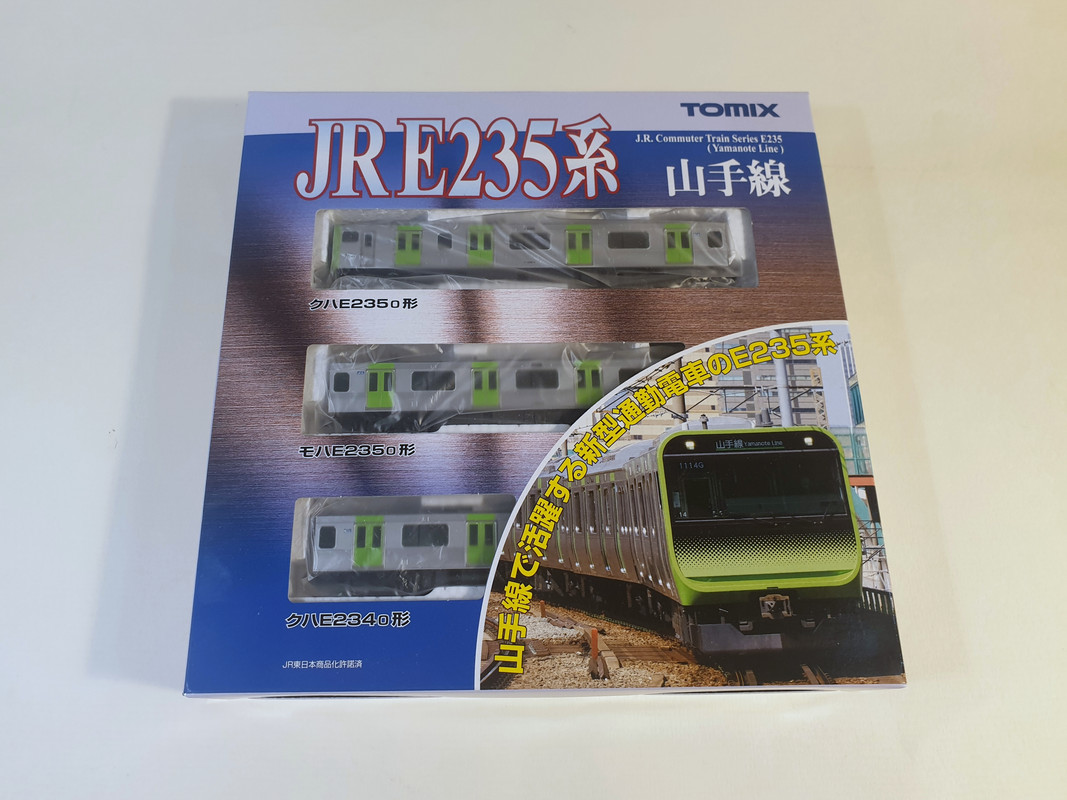 TOMIX
JR E235系
J.R. Commuter Train Series E235
(Yamanote Line)
山手線
クハE2350形
モハE2350形
クハE2340形
山手線で活躍する新型通勤電車のE235系
山手線 Yamanote Line
1114G
14
JR東日本商品化許諾済